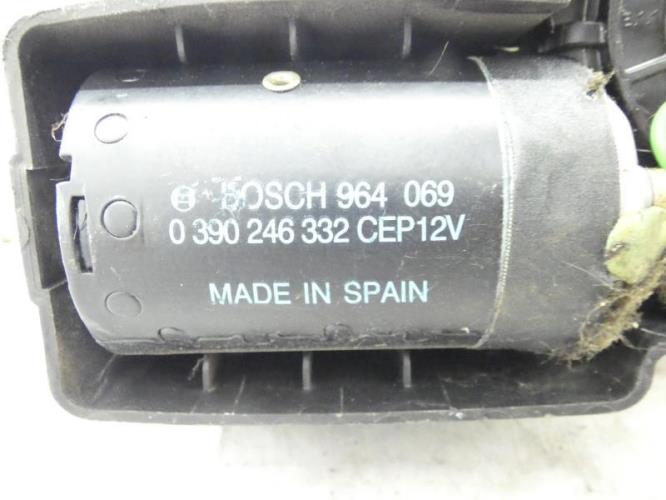 BOSCH 964 069
0 390 246 332 CEP12V
MADE IN SPAIN